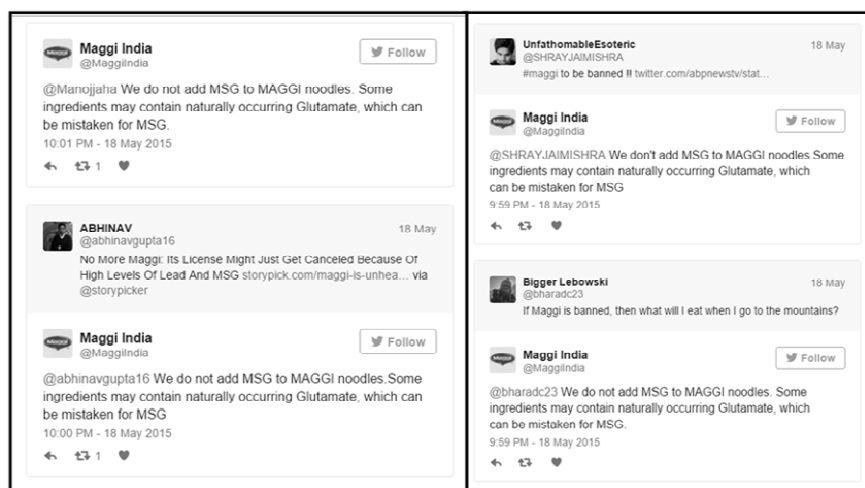 Maggi India
@MaggiIndia
Follow
@Manojjaha We do not add MSG to MAGGI noodles. Some
ingredients may contain naturally occurring Glutamate, which can
be mistaken for MSG.
10:01 PM - 18 May 2015
1
ABHINAV
18 May
@abhinavgupta16
No More Maggi: Its License Might Just Get Canceled Because Of
High Levels Of Lead And MSG storypick.com/maggi-is-unhea... via
@storypicker
Maggi India
@MaggiIndia
Follow
@abhinavgupta16 We do not add MSG to MAGGI noodles.Some
ingredients may contain naturally occurring Glutamate, which can
be mistaken for MSG
10:00 PM - 18 May 2015
1
UnfathomableEsoteric
18 May
@SHRAYJAIMISHRA
#maggi to be banned !! twitter.com/abpnewstv/stat...
Maggi India
@MaggiIndia
Follow
@SHRAYJAIMISHRA We don't add MSG to MAGGI noodles Some
ingredients may contain naturally occurring Glutamate, which
can be mistaken for MSG
9:59 PM - 18 May 2015
Bigger Lebowski
18 May
@bharadc23
If Maggi is banned, then what will I eat when I go to the mountains?
Maggi India
@MaggiIndia
Follow
@bharadc23 We do not add MSG to MAGGI noodles. Some
ingredients may contain naturally occurring Glutamate, which
can be mistaken for MSG.
9:59 PM - 18 May 2015